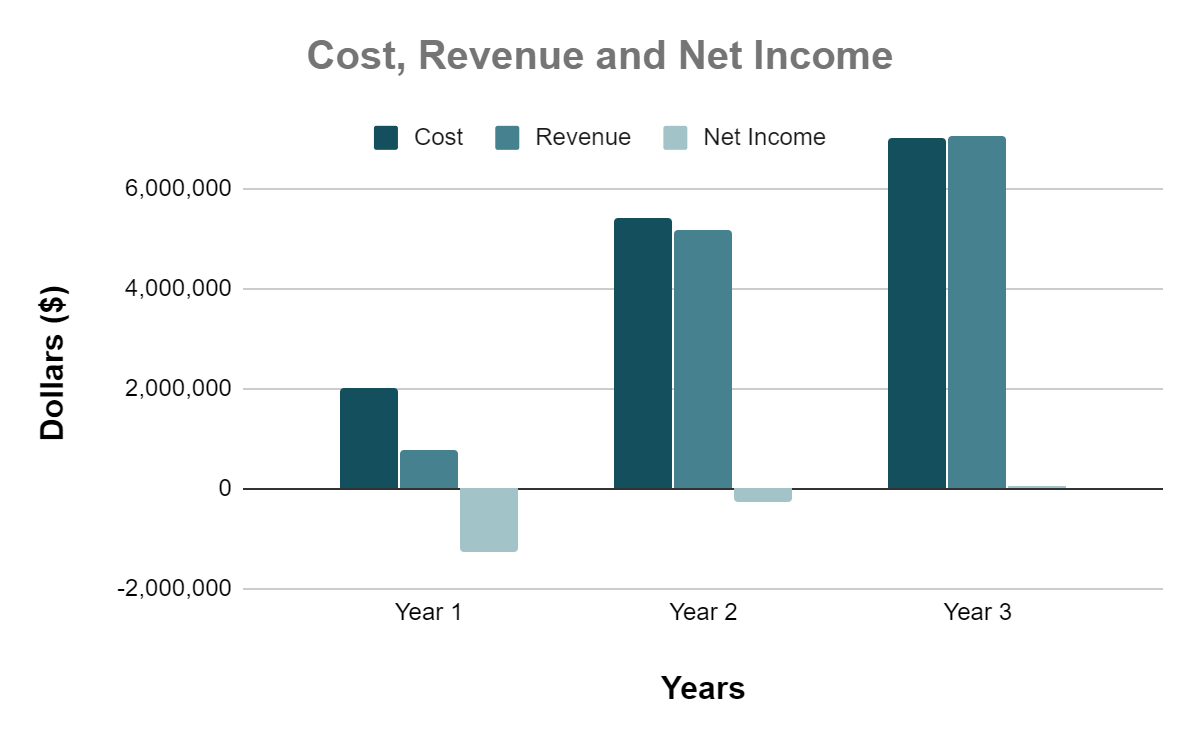 Cost, Revenue and Net Income
Cost Revenue Net Income
6,000,000
4,000,000
2,000,000
0
-2,000,000
Dollars ($)
Year 1 Year 2 Year 3
Years